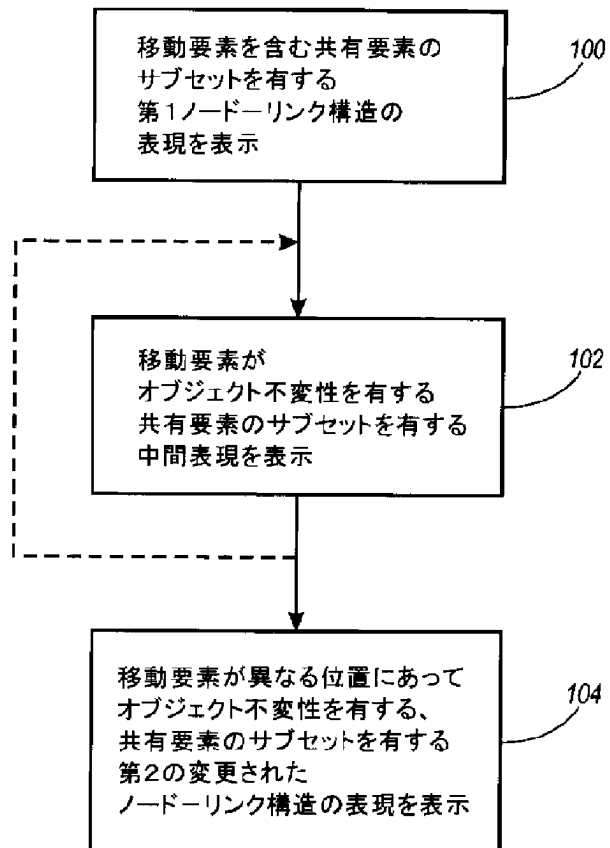 移動要素を含む共有要素の
サブセットを有する
第1ノードーリンク構造の
表現を表示
100
移動要素が
オブジェクト不変性を有する
共有要素のサブセットを有する
中間表現を表示
102
移動要素が異なる位置にあって
オブジェクト不変性を有する、
共有要素のサブセットを有する
第2の変更された
ノードーリンク構造の表現を表示
104